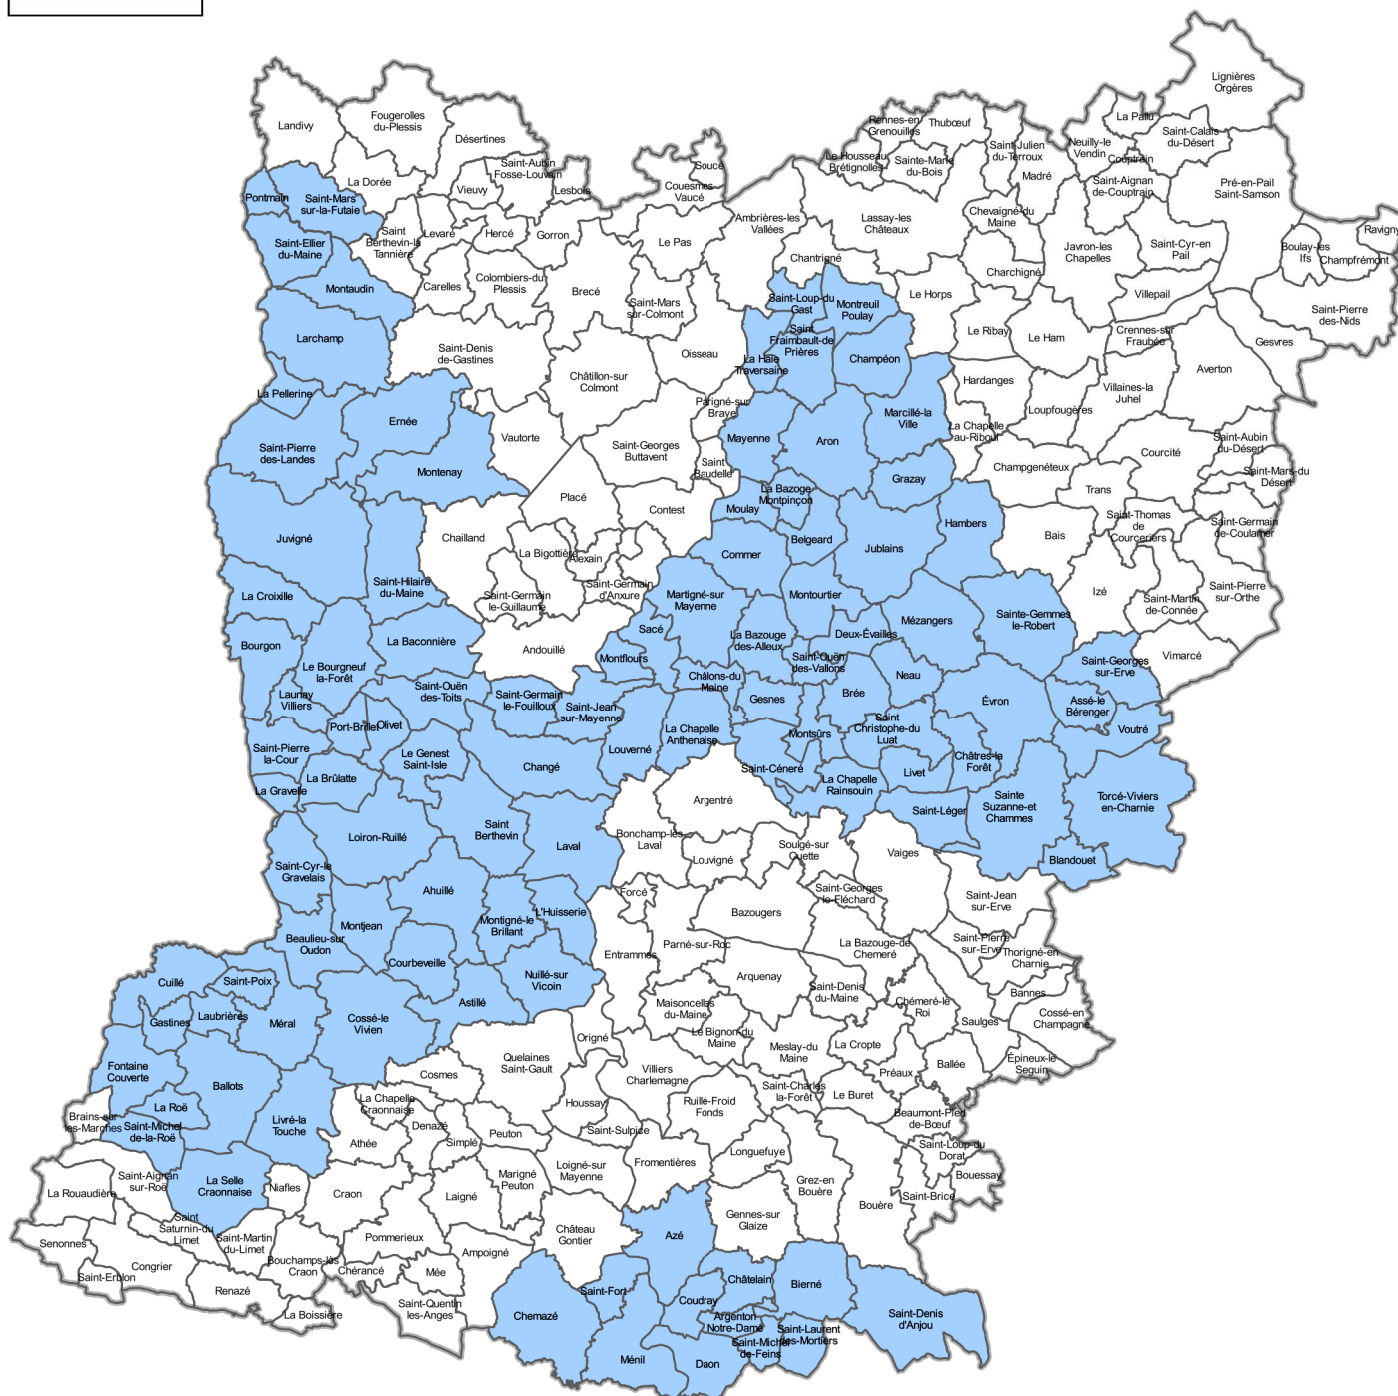 Lignières
Orgères
Landivy
Fougerolles
du-Plessis
Désertines
Rennes-en
Grenouilles
Thubœuf
La Pallu
Saint-Calais
du-Désert
Neuilly-le
Vendin
Couptrain
Saint-Julien
du-Terroux
Le Housseau
Brétignolles
Sainte-Marie
du-Bois
Madré
Saint-Aignan
de-Couptrain
Pré-en-Pail
Saint-Samson
Soucé
Couesmes
Vaucé
Saint-Aubin
Fosse-Louvain
Lesbois
Vieuvy
La Dorée
Pontmain
Saint-Mars
sur-la-Futaie
Saint
Berthevin-la
Tannière
Levaré
Hercé
Gorron
Le Pas
Ambrières-les
Vallées
Lassay-les
Châteaux
Chevaigné-du
Maine
Javron-les
Chapelles
Saint-Cyr-en
Pail
Boulay-les
Ifs
Ravigny
Champfrémont
Saint-Ellier
du-Maine
Montaudin
Carelles
Colombiers-du
Plessis
Brecé
Saint-Mars
sur-Colmont
Chantrigné
Saint-Loup-du
Gast
Montreuil
Poulay
Le Horps
Charchigné
Villepail
Saint-Pierre
des-Nids
Larchamp
Saint-Denis
de-Gastines
Châtillon-sur
Colmont
Oisseau
Saint
Fraimbault-de
Prières
La Haie
Traversaine
Champéon
Le Ribay
Le Ham
Crennes-sur
Fraubée
Gesvres
Averton
La Pellerine
Ernée
Vautorte
Parigné-sur
Braye
Marcillé-la
Ville
Hardanges
Loupfougères
Villaines-la
Juhel
La Chapelle
au-Riboul
Saint-Pierre
des-Landes
Montenay
Saint-Georges
Buttavent
Saint
Baudelle
Mayenne
Aron
Grazay
Champgenéteux
Trans
Courcité
Saint-Aubin
du-Désert
Saint-Mars-du
Désert
Placé
Contest
La Bazoge
Montpinçon
Moulay
Belgeard
Jublains
Hambers
Bais
Saint-Thomas
de
Courceriers
Saint-Germain
de-Coulamer
Juvigné
Chailland
La Bigottière
Alexain
Saint-Germain
d'Anxure
Commer
Saint-Hilaire
du-Maine
Saint-Germain
le-Guillaume
Martigné-sur
Mayenne
Montourtier
Mézangers
Sainte-Gemmes
le-Robert
Izé
Saint-Martin
de-Connée
Saint-Pierre
sur-Orthe
La Croixille
Bourgon
La Baconnière
Andouillé
Sacé
Montflours
La Bazouge
des-Alleux
Deux-Évailles
Saint-Ouën
des-Vallons
Neau
Saint-Georges
sur-Erve
Vimarcé
Le Bourgneuf
la-Forêt
Launay
Villiers
Saint-Ouën
des-Toits
Saint-Germain
le-Fouilloux
Saint-Jean
sur-Mayenne
Châlons-du
Maine
Gesnes
Brée
Évron
Assé-le
Bérenger
Voutré
Port-Brillet
Olivet
Saint-Pierre
la-Cour
Le Genest
Saint-Isle
Changé
Louverné
La Chapelle
Anthenaise
Montsûrs
Saint
Christophe-du
Luat
Châtres-la
Forêt
La Gravelle
La Brûlatte
Saint-Céneré
La Chapelle
Rainsouin
Livet
Saint-Léger
Sainte
Suzanne-et
Chammes
Torcé-Viviers
en-Charnie
Loiron-Ruillé
Saint
Berthevin
Laval
Argentré
Bonchamp-lès
Laval
Louvigné
Soulgé-sur
Ouette
Vaiges
Blandouet
Saint-Cyr-le
Gravelais
Ahuillé
Montigné-le
Brillant
L'Huisserie
Forcé
Bazougers
Saint-Georges
le-Fléchard
Saint-Jean
sur-Erve
Montjean
Beaulieu-sur
Oudon
Courbeveille
Nuillé-sur
Vicoin
Entrammes
Parné-sur-Roc
Arquenay
La Bazouge-de
Chemeré
Saint-Pierre
sur-Erve
Thorigné-en
Charnie
Cuillé
Saint-Poix
Gastines
Laubrières
Méral
Cossé-le
Vivien
Astillé
Maisoncelles
du-Maine
Saint-Denis
du-Maine
Chémeré-le
Roi
Saulges
Bannes
Cossé-en
Champagne
Origné
Le Bignon-du
Maine
Meslay-du
Maine
La Cropte
Préaux
Ballée
Épineux-le
Seguin
Fontaine
Couverte
Ballots
Cosmes
Quelaines
Saint-Gault
Villiers
Charlemagne
Saint-Charles
la-Forêt
Le Buret
Beaumont-Pied
de-Bœuf
Brains-sur
les-Marches
La Roë
Saint-Michel
de-la-Roë
Livré-la
Touche
La Chapelle
Craonnaise
Athée
Denazé
Simplé
Peuton
Houssay
Saint-Sulpice
Ruillé-Froid
Fonds
Longuefuye
Saint-Loup-du
Dorat
Bouessay
La Rouaudière
Saint-Aignan
sur-Roë
La Selle
Craonnaise
Niafles
Craon
Laigné
Marigné
Peuton
Loigné-sur
Mayenne
Fromentières
Grez-en
Bouère
Bouère
Saint-Brice
Senonnes
Saint
Saturnin-du
Limet
Saint-Martin
du-Limet
Pommerieux
Ampoigné
Château
Gontier
Azé
Gennes-sur
Glaize
Saint-Erblon
Congrier
Renazé
Bouchamps-lès
Craon
Chérancé
Mée
La Boissière
Saint-Quentin
les-Anges
Chemazé
Saint-Fort
Coudray
Châtelain
Bierné
Argenton
Notre-Dame
Saint-Laurent
des-Mortiers
Saint-Denis
d'Anjou
Ménil
Daon
Saint-Michel
de-Feins